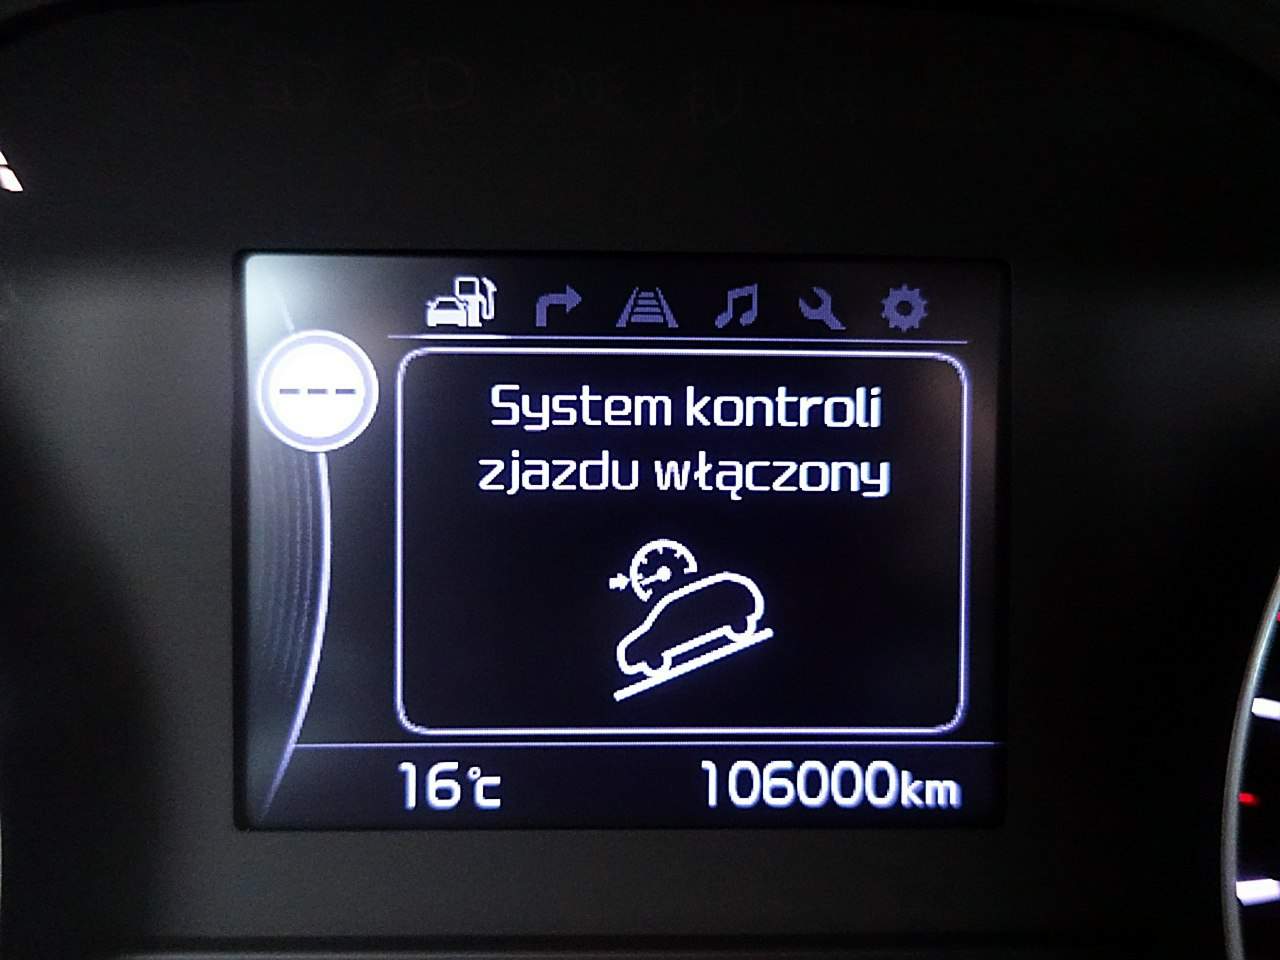 System kontroli
zjazdu włączony
16°C 106000km